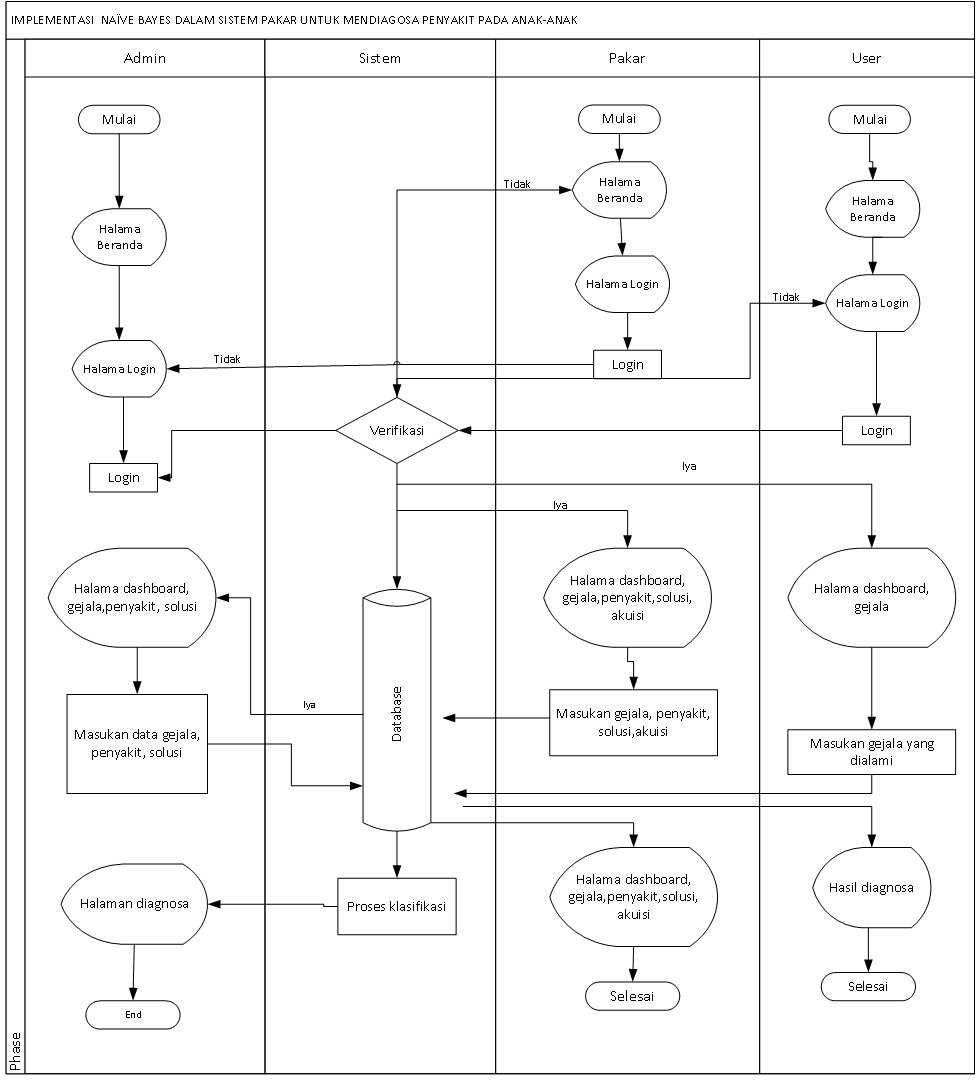 IMPLEMENTASI NAÏVE BAYES DALAM SISTEM PAKAR UNTUK MENDIAGOSA PENYAKIT PADA ANAK-ANAK
Admin
Sistem
Pakar
User
Mulai
Mulai
Mulai
Tidak
Halama
Beranda
Halama
Beranda
Halama
Beranda
Halama Login
Tidak
Halama Login
Tidak
Halama Login
Login
Verifikasi
Login
Login
Iya
Iya
Halama dashboard,
gejala,penyakit, solusi
Halama dashboard,
gejala,penyakit,solusi,
akuisi
Halama dashboard,
gejala
Iya
Database
Masukan data gejala,
penyakit, solusi
Masukan gejala, penyakit,
solusi,akuisi
Masukan gejala yang
dialami
Halaman diagnosa
Proses klasifikasi
Halama dashboard,
gejala,penyakit,solusi,
akuisi
Hasil diagnosa
End
Selesai
Selesai
Phase